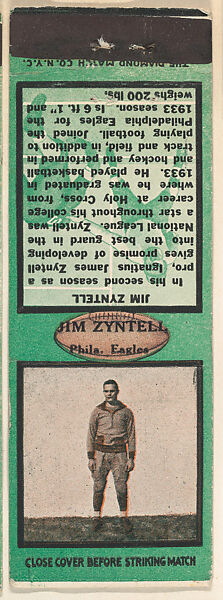 THE DIAMOND MATCH CO. N.Y.C.
JIM ZYNTELL
In his second season as a
pro, Ignatius James Zyntell
gives promise of developing
into the best guard in the
National League. Zyntell was
a star throughout his college
career at Holy Cross, from
where he was graduated in
1933. He played basketball
and hockey and performed in
track and field, in addition to
playing football. Joined the
Philadelphia Eagles for the
1933 season. Is 6 ft. 1" and
weighs 200 lbs.
JIM ZYNTELL
Phila. Eagles
CLOSE COVER BEFORE STRIKING MATCH